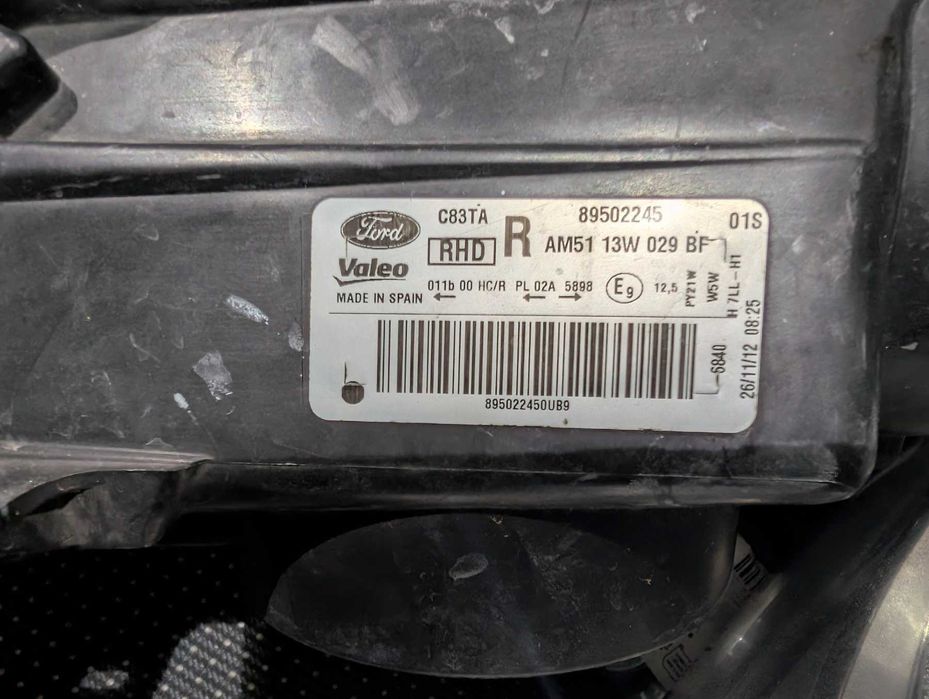 Ford
Valeo
MADE IN SPAIN
C83TA
RHD
R
89502245
01S
AM51 13W 029 BF
011b 00 HC/R PL 02A 5898 E9 12,5
←
← →
PY21W
W5W
H 7LL-H1
6840
26/11/12 08:25
895022450UB9